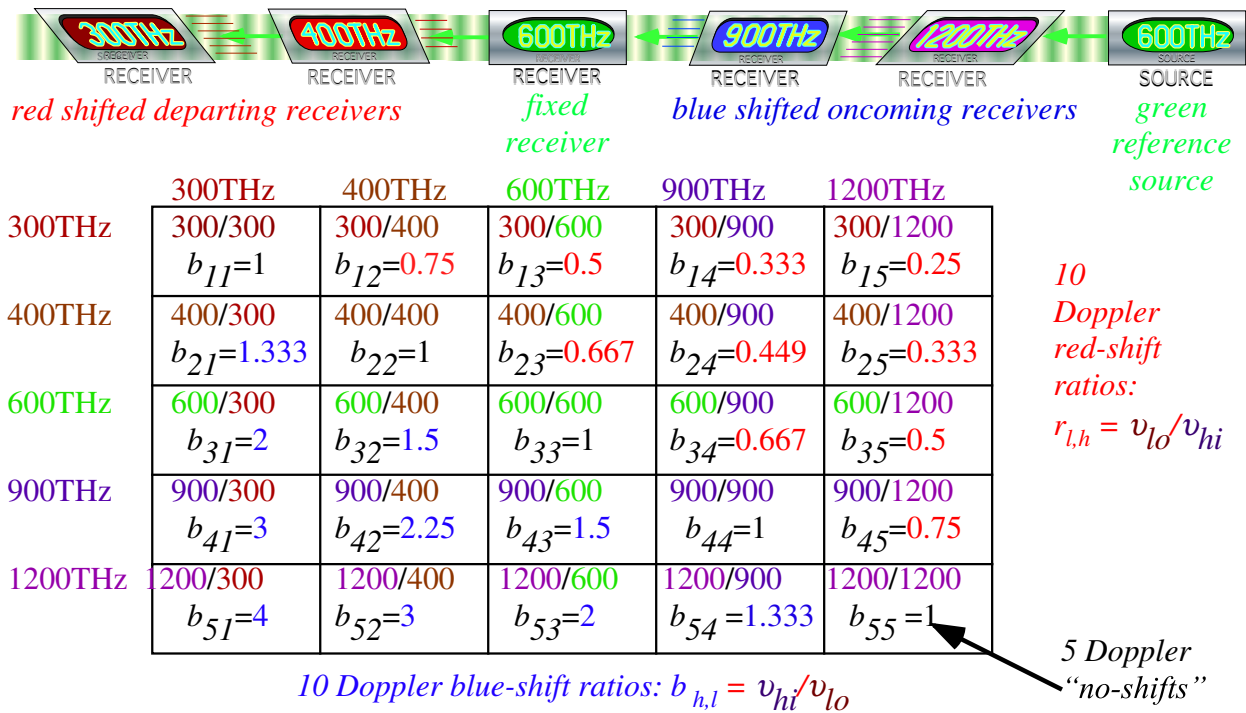 300THz 400THz 600THz 900THz 1200THz 600THz
RECEIVER RECEIVER RECEIVER RECEIVER RECEIVER SOURCE
RECEIVER RECEIVER RECEIVER RECEIVER RECEIVER SOURCE
red shifted departing receivers
fixed
receiver
blue shifted oncoming receivers
green
reference
source
300THz 400THz 600THz 900THz 1200THz
300THz 300/300 300/400 300/600 300/900 300/1200
b11=1 b12=0.75 b13=0.5 b14=0.333 b15=0.25
400THz 400/300 400/400 400/600 400/900 400/1200
b21=1.333 b22=1 b23=0.667 b24=0.449 b25=0.333
600THz 600/300 600/400 600/600 600/900 600/1200
b31=2 b32=1.5 b33=1 b34=0.667 b35=0.5
900THz 900/300 900/400 900/600 900/900 900/1200
b41=3 b42=2.25 b43=1.5 b44=1 b45=0.75
1200THz 1200/300 1200/400 1200/600 1200/900 1200/1200
b51=4 b52=3 b53=2 b54 =1.333 b55 =1
10
Doppler
red-shift
ratios:
rl,h = υlo/υhi
10 Doppler blue-shift ratios: b h,l = υhi/υlo
5 Doppler
“no-shifts”